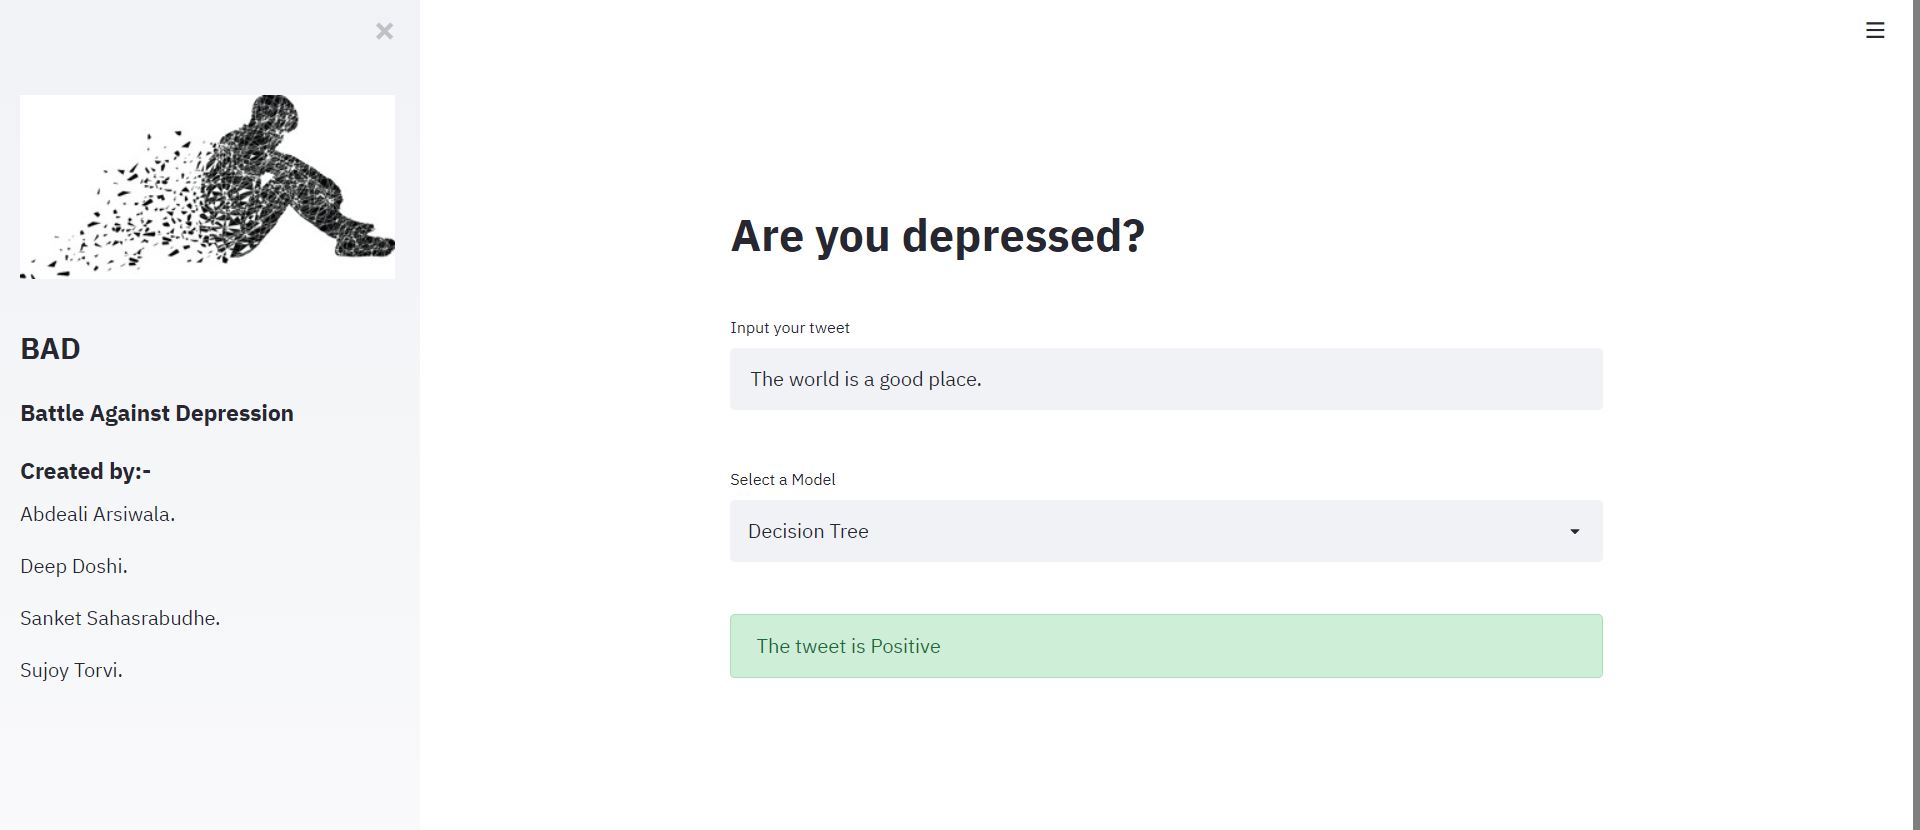 BAD
Battle Against Depression
Created by:-
Abdeali Arsiwala.
Deep Doshi.
Sanket Sahasrabudhe.
Sujoy Torvi.
Are you depressed?
Input your tweet
The world is a good place.
Select a Model
Decision Tree
The tweet is Positive